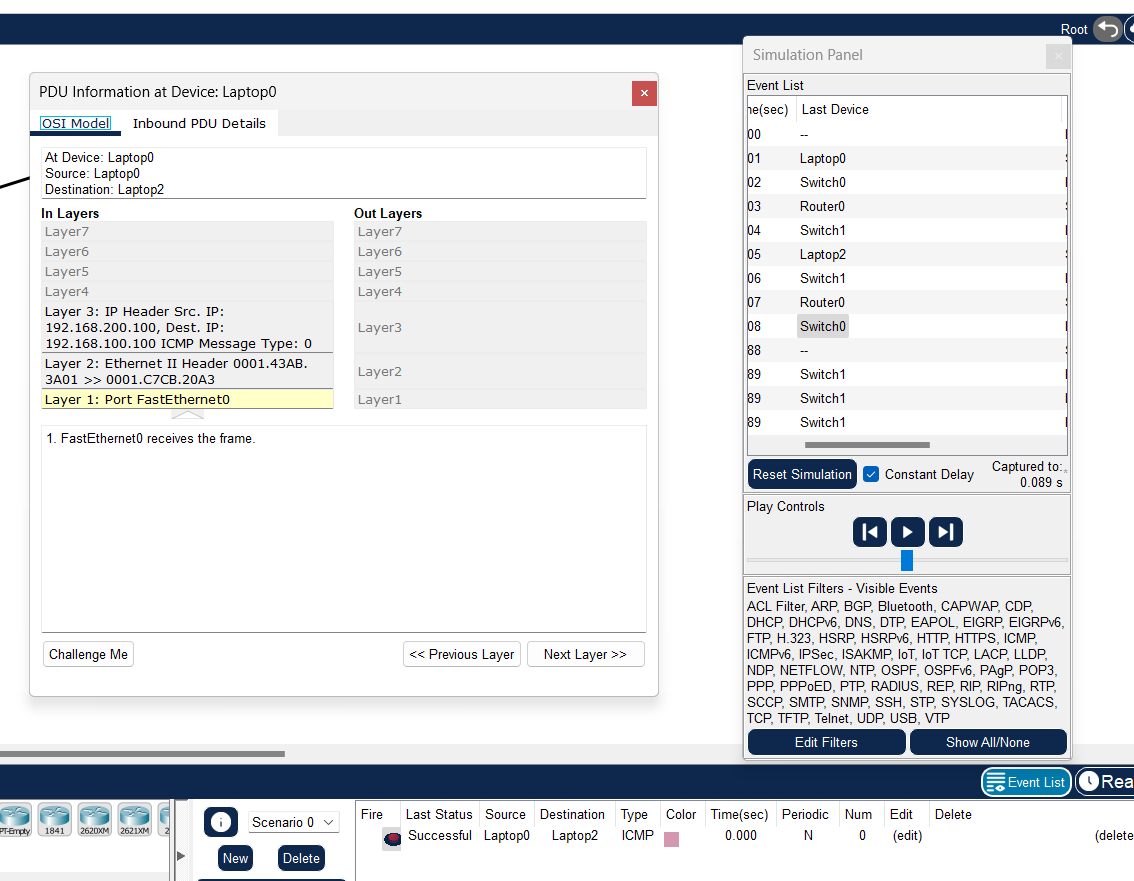 Root
PDU Information at Device: Laptop0
OSI Model
Inbound PDU Details
At Device: Laptop0
Source: Laptop0
Destination: Laptop2
In Layers
Layer7
Layer6
Layer5
Layer4
Layer 3: IP Header Src. IP:
192.168.200.100, Dest. IP:
192.168.100.100 ICMP Message Type: 0
Layer 2: Ethernet II Header 0001.43AB.
3A01 >> 0001.C7CB.20A3
Layer 1: Port FastEthernet0
Out Layers
Layer7
Layer6
Layer5
Layer4
Layer3
Layer2
Layer1
1. FastEthernet0 receives the frame.
Challenge Me
<< Previous Layer
Next Layer >>
Simulation Panel
Event List
ne(sec) Last Device
00 --
01 Laptop0
02 Switch0
03 Router0
04 Switch1
05 Laptop2
06 Switch1
07 Router0
08 Switch0
88 --
89 Switch1
89 Switch1
89 Switch1
Reset Simulation
Constant Delay
Captured to:*
0.089 s
Play Controls
Event List Filters - Visible Events
ACL Filter, ARP, BGP, Bluetooth, CAPWAP, CDP,
DHCP, DHCPv6, DNS, DTP, EAPOL, EIGRP, EIGRPv6,
FTP, H.323, HSRP, HSRPv6, HTTP, HTTPS, ICMP,
ICMPv6, IPSec, ISAKMP, IoT, IoT TCP, LACP, LLDP,
NDP, NETFLOW, NTP, OSPF, OSPFv6, PAgP, POP3,
PPP, PPPoED, PTP, RADIUS, REP, RIP, RIPng, RTP,
SCCP, SMTP, SNMP, SSH, STP, SYSLOG, TACACS,
TCP, TFTP, Telnet, UDP, USB, VTP
Edit Filters
Show All/None
Event List
Rea
PT-Empty
1841
2620XM
2621XM
2
Scenario 0
New
Delete
Fire Last Status Source Destination Type Color Time(sec) Periodic Num Edit Delete
Successful Laptop0 Laptop2 ICMP 0.000 N 0 (edit) (delete